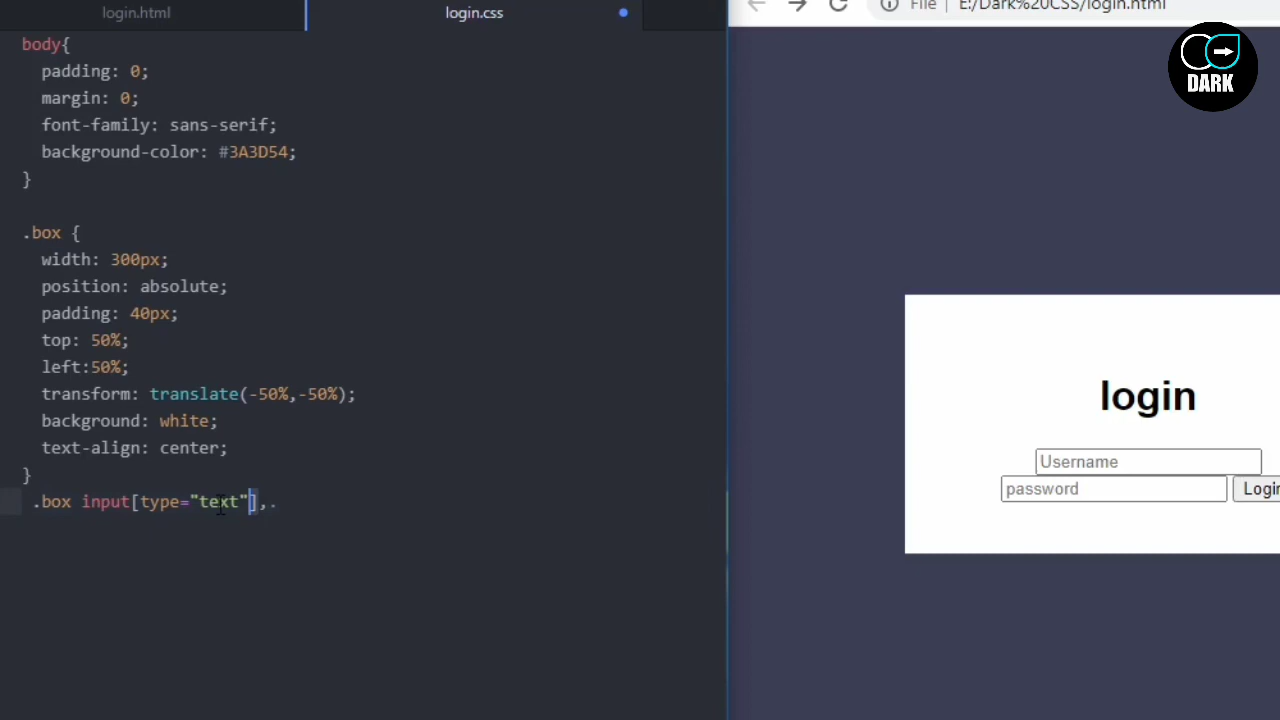 login.html
login.css
File
E:/Dark%20CSS/login.html
DARK
body{
padding: 0;
margin: 0;
font-family: sans-serif;
background-color: #3A3D54;
}
.box {
width: 300px;
position: absolute;
padding: 40px;
top: 50%;
left:50%;
transform: translate(-50%,-50%);
background: white;
text-align: center;
}
.box input[type="text"],.
login
Username
password
Login